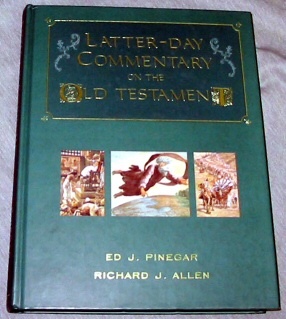 LATTER-DAY
COMMENTARY
ON THE
OLD TESTAMENT
ED J. PINEGAR
RICHARD J. ALLEN